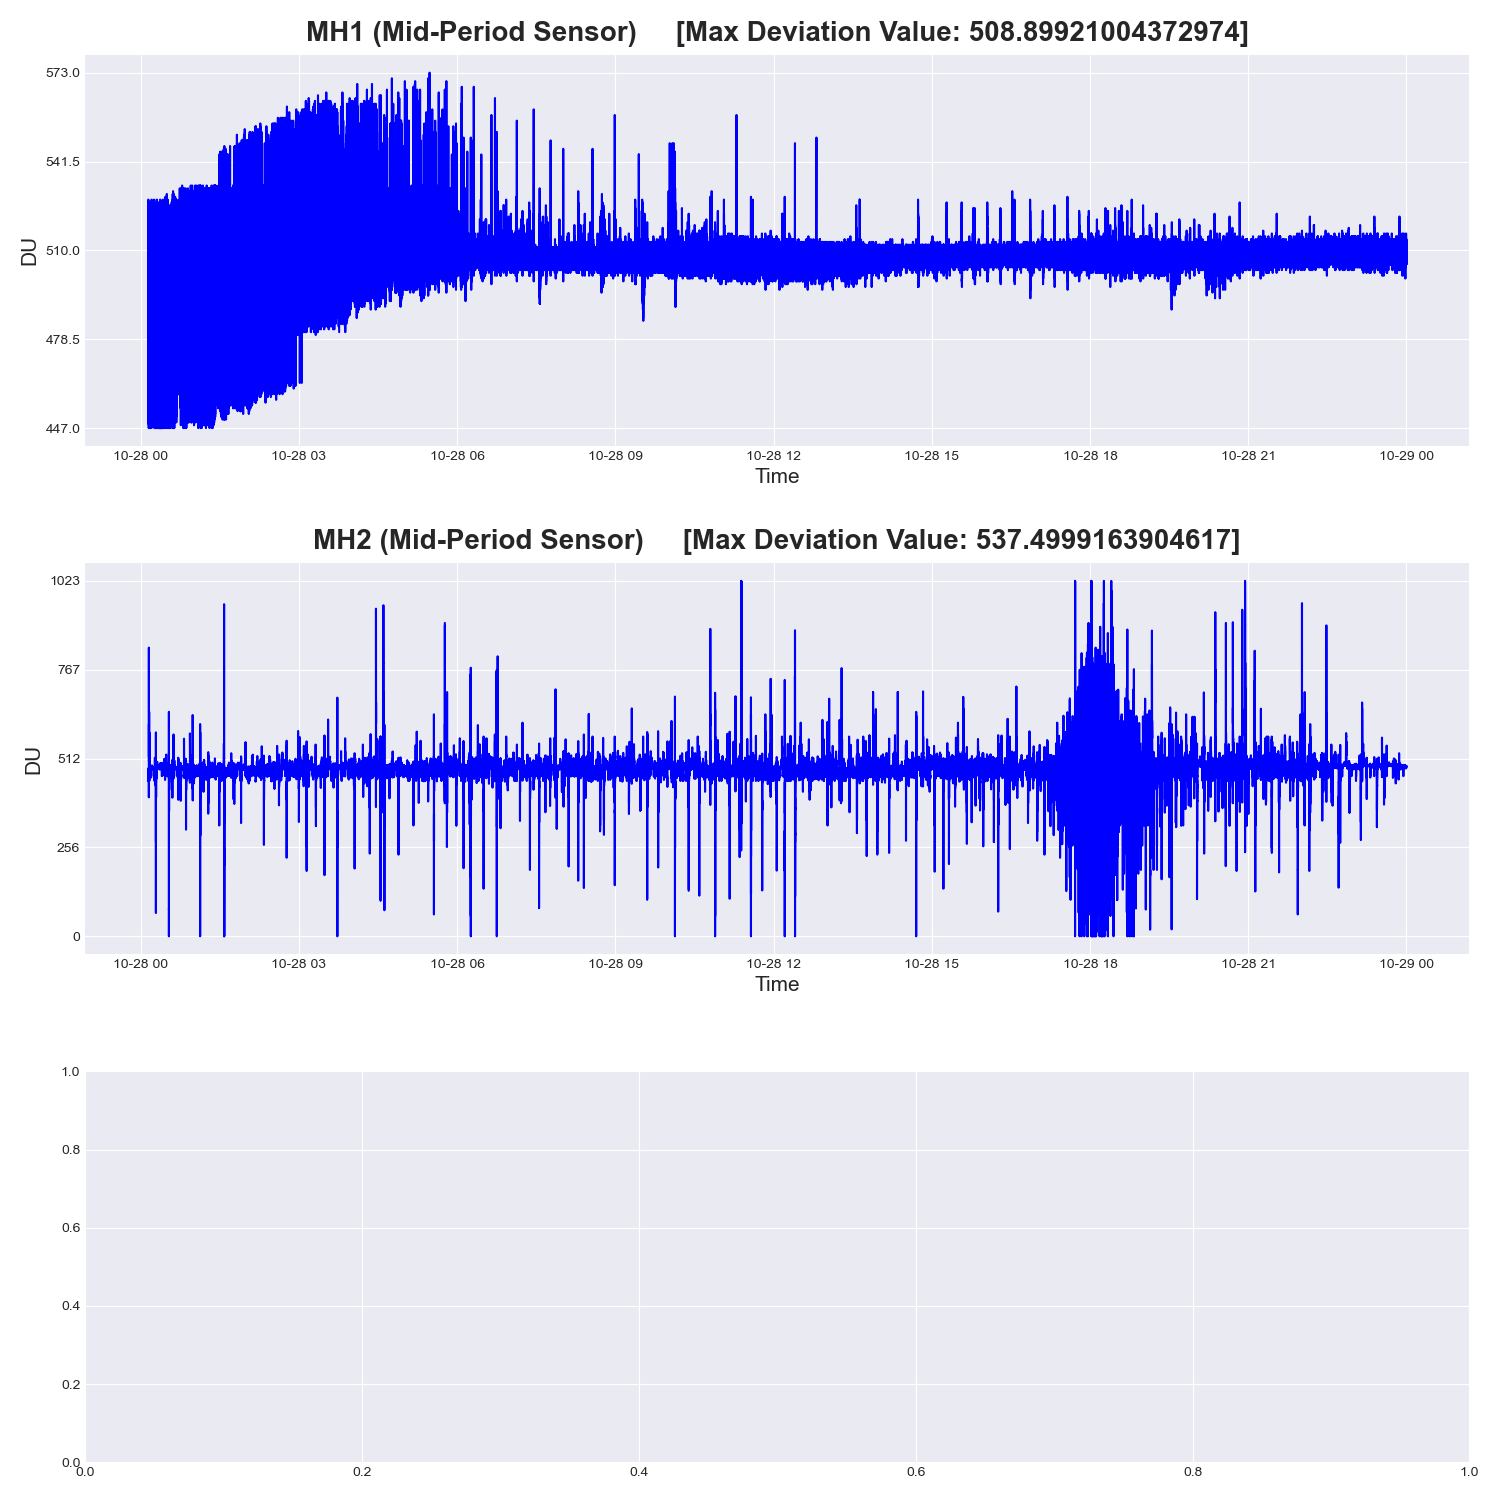 MH1 (Mid-Period Sensor) [Max Deviation Value: 508.89921004372974]
573.0
541.5
510.0
478.5
447.0
DU
10-28 00 10-28 03 10-28 06 10-28 09 10-28 12 10-28 15 10-28 18 10-28 21 10-29 00
Time
MH2 (Mid-Period Sensor) [Max Deviation Value: 537.4999163904617]
1023
767
512
256
0
DU
10-28 00 10-28 03 10-28 06 10-28 09 10-28 12 10-28 15 10-28 18 10-28 21 10-29 00
Time
1.0
0.8
0.6
0.4
0.2
0.0
0.0 0.2 0.4 0.6 0.8 1.0